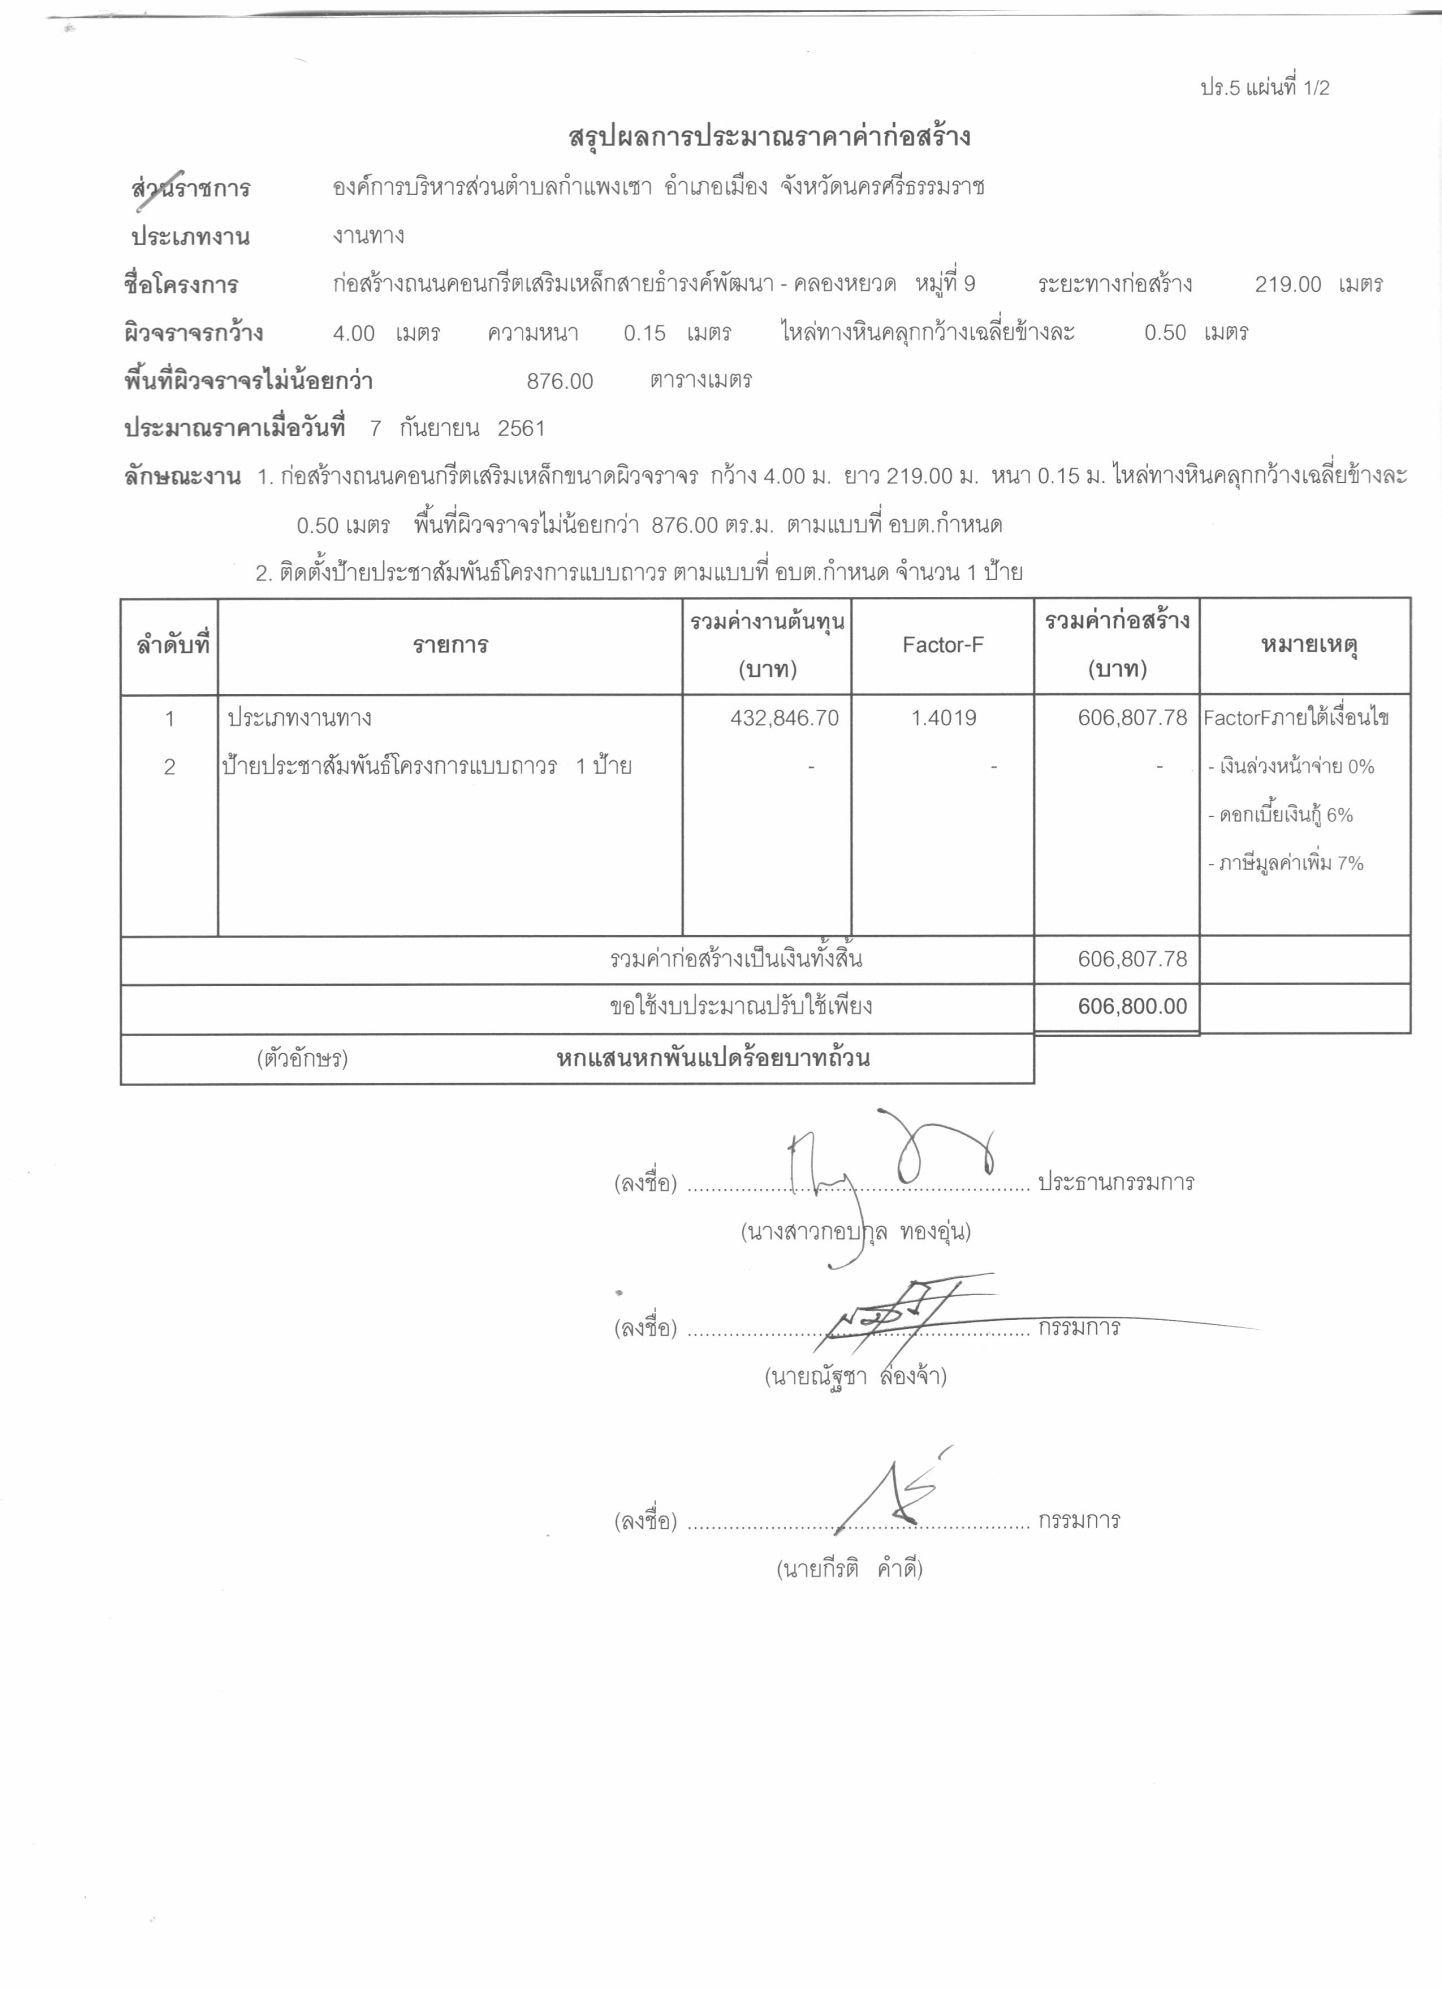 ปร.5 แผ่นที่ 1/2
สรุปผลการประมาณราคาค่าก่อสร้าง
ส่วนราชการ องค์การบริหารส่วนตำบลกำแพงเซา อำเภอเมือง จังหวัดนครศรีธรรมราช
ประเภทงาน งานทาง
ชื่อโครงการ ก่อสร้างถนนคอนกรีตเสริมเหล็กสายธำรงค์พัฒนา - คลองหยวด หมู่ที่ 9 ระยะทางก่อสร้าง 219.00 เมตร
ผิวจราจรกว้าง 4.00 เมตร ความหนา 0.15 เมตร ไหล่ทางหินคลุกกว้างเฉลี่ยข้างละ 0.50 เมตร
พื้นที่ผิวจราจรไม่น้อยกว่า 876.00 ตารางเมตร
ประมาณราคาเมื่อวันที่ 7 กันยายน 2561
ลักษณะงาน 1. ก่อสร้างถนนคอนกรีตเสริมเหล็กขนาดผิวจราจร กว้าง 4.00 ม. ยาว 219.00 ม. หนา 0.15 ม. ไหล่ทางหินคลุกกว้างเฉลี่ยข้างละ
0.50 เมตร พื้นที่ผิวจราจรไม่น้อยกว่า 876.00 ตร.ม. ตามแบบที่ อบต.กำหนด
2. ติดตั้งป้ายประชาสัมพันธ์โครงการแบบถาวร ตามแบบที่ อบต.กำหนด จำนวน 1 ป้าย
ลำดับที่ รายการ รวมค่างานต้นทุน (บาท) Factor-F รวมค่าก่อสร้าง (บาท) หมายเหตุ
1 ประเภทงานทาง 432,846.70 1.4019 606,807.78 FactorFภายใต้เงื่อนไข
2 ป้ายประชาสัมพันธ์โครงการแบบถาวร 1 ป้าย - - - - เงินล่วงหน้าจ่าย 0%
- ดอกเบี้ยเงินกู้ 6%
- ภาษีมูลค่าเพิ่ม 7%
รวมค่าก่อสร้างเป็นเงินทั้งสิ้น 606,807.78
ขอใช้งบประมาณปรับใช้เพียง 606,800.00
(ตัวอักษร) หกแสนหกพันแปดร้อยบาทถ้วน
(ลงชื่อ) ............................................................ ประธานกรรมการ
(นางสาวกอบกุล ทองอุ่น)
(ลงชื่อ) ............................................................ กรรมการ
(นายณัฐชา ล่องจ้า)
(ลงชื่อ) ............................................................ กรรมการ
(นายกีรติ คำดี)